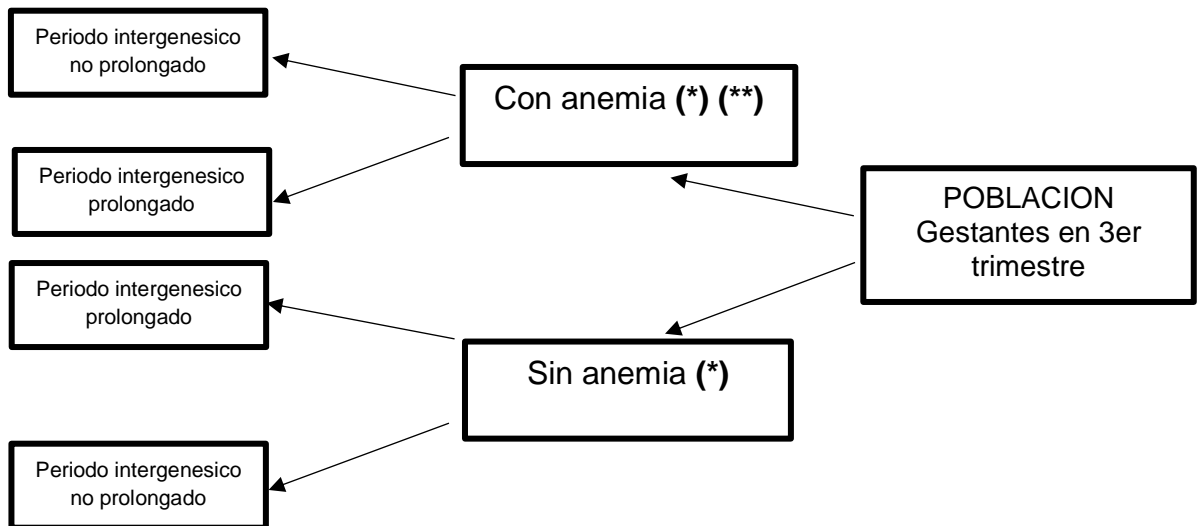 Periodo intergenesico
no prolongado
Con anemia (*) (**)
Periodo intergenesico
prolongado
POBLACION
Gestantes en 3er
trimestre
Periodo intergenesico
prolongado
Sin anemia (*)
Periodo intergenesico
no prolongado